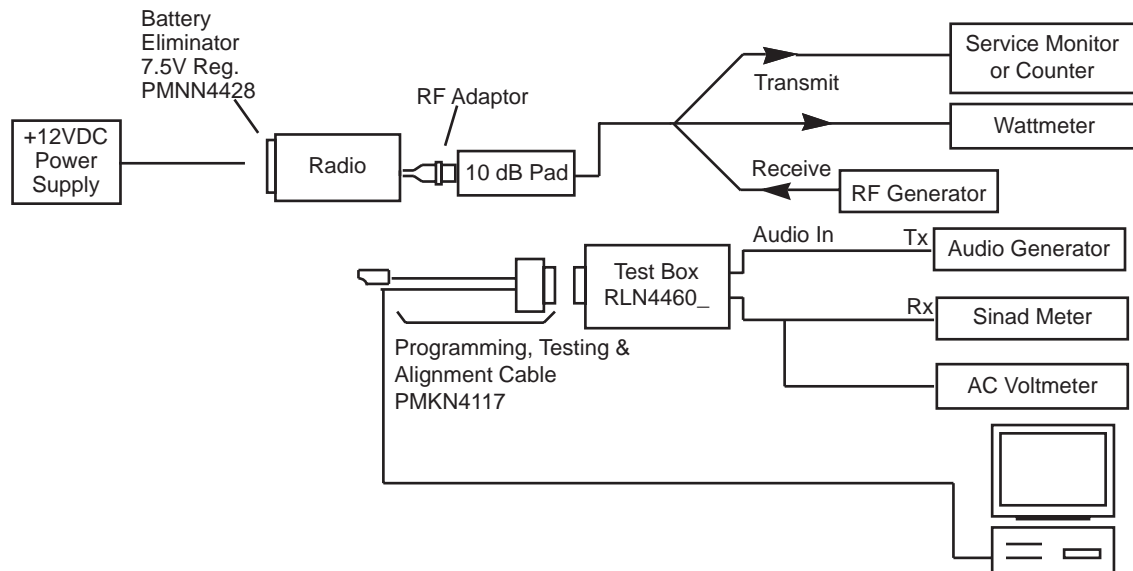 Battery
Eliminator
7.5V Reg.
PMNN4428
RF Adaptor
+12VDC
Power
Supply
Radio
10 dB Pad
Transmit
Service Monitor
or Counter
Wattmeter
Receive
RF Generator
Audio In
Tx
Audio Generator
Test Box
RLN4460_
Rx
Sinad Meter
AC Voltmeter
Programming, Testing &
Alignment Cable
PMKN4117